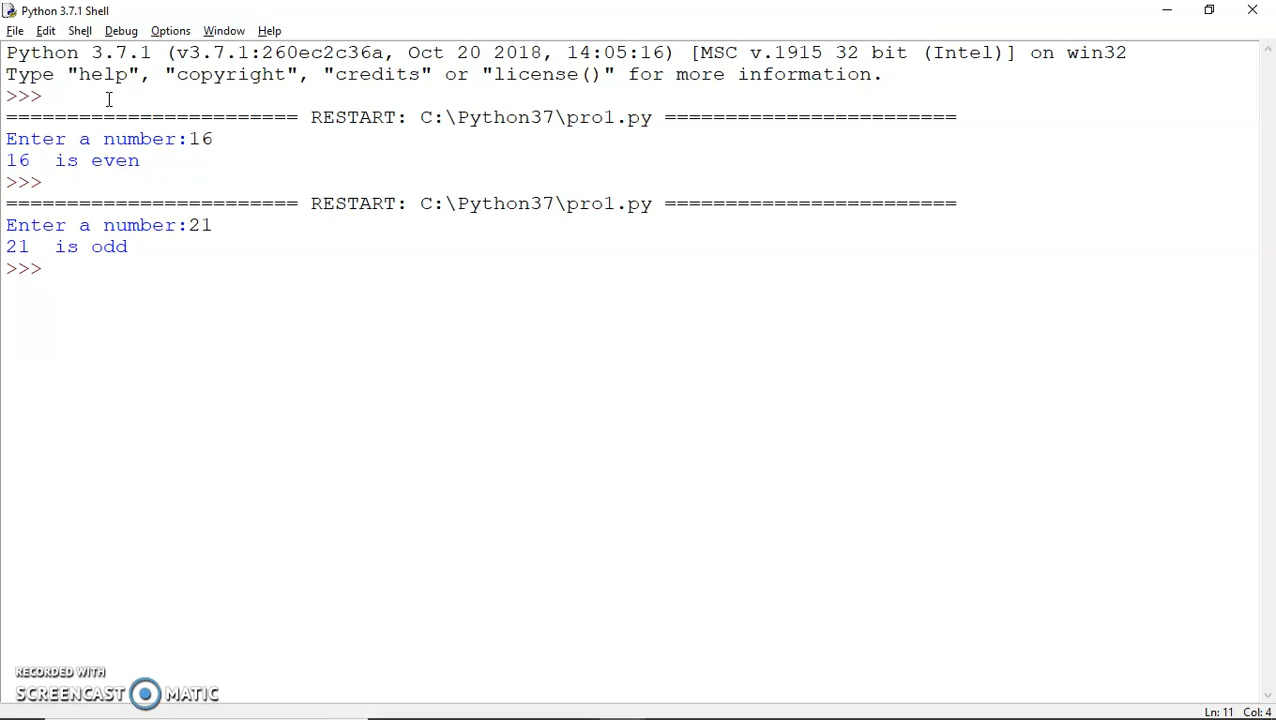 Python 3.7.1 Shell
File Edit Shell Debug Options Window Help
Python 3.7.1 (v3.7.1:260ec2c36a, Oct 20 2018, 14:05:16) [MSC v.1915 32 bit (Intel)] on win32
Type "help", "copyright", "credits" or "license()" for more information.
>>>
======================== RESTART: C:\Python37\pro1.py ========================
Enter a number:16
16  is even
>>>
======================== RESTART: C:\Python37\pro1.py ========================
Enter a number:21
21  is odd
>>>
RECORDED WITH
SCREENCAST MATIC
Ln: 11 Col: 4